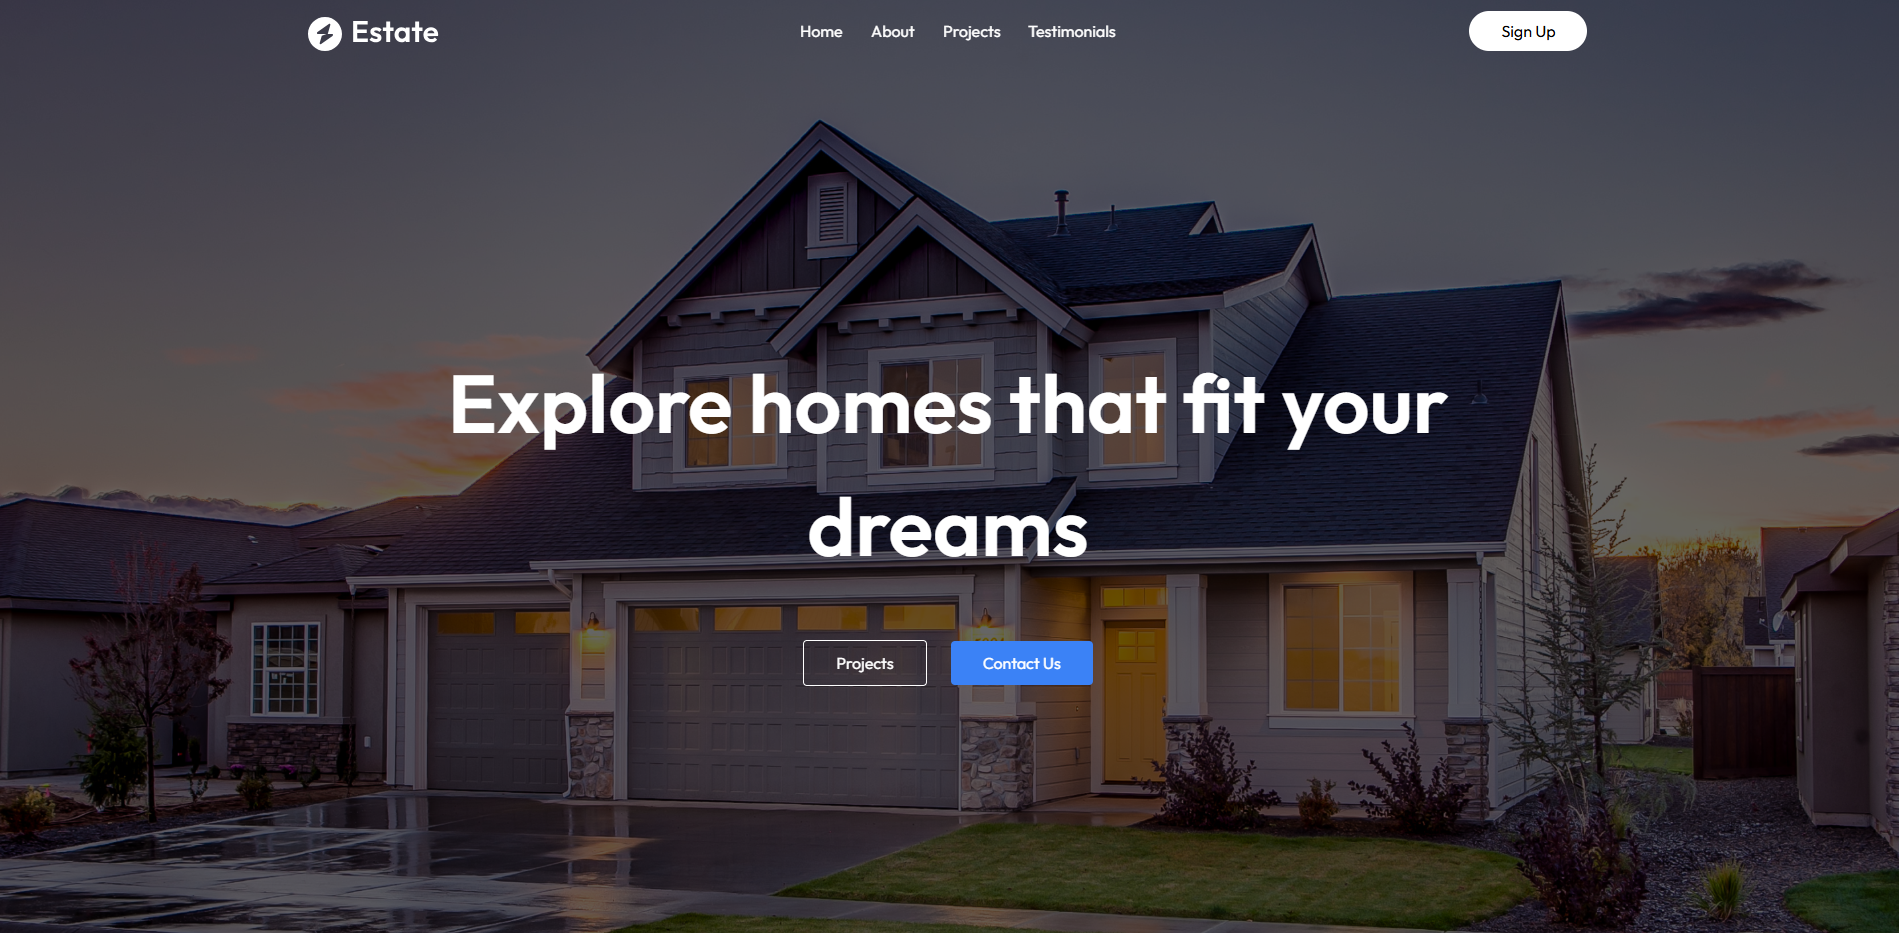 Estate
Home About Projects Testimonials
Sign Up
Explore homes that fit your
dreams
Projects Contact Us